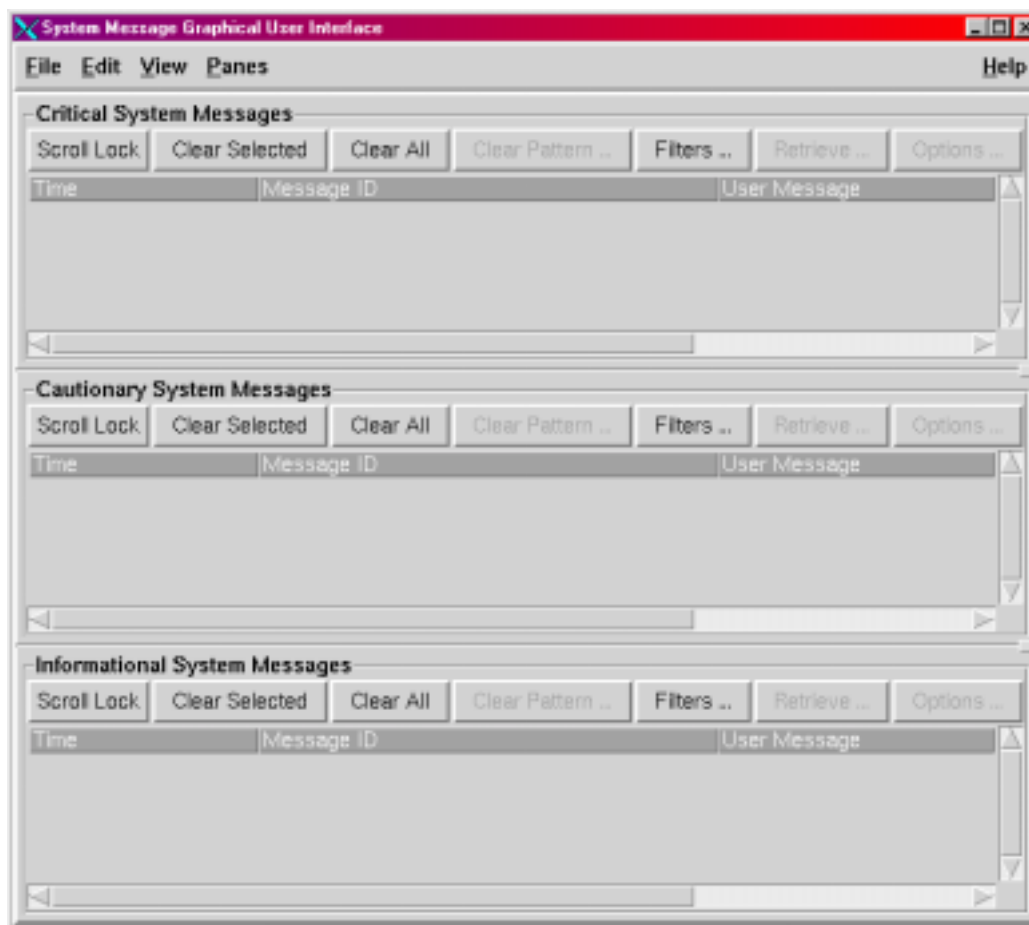 System Message Graphical User Interface
File Edit View Panes Help
Critical System Messages
Scroll Lock Clear Selected Clear All Clear Pattern .. Filters ... Retrieve ... Options ...
Time Message ID User Message
Cautionary System Messages
Scroll Lock Clear Selected Clear All Clear Pattern .. Filters ... Retrieve ... Options ...
Time Message ID User Message
Informational System Messages
Scroll Lock Clear Selected Clear All Clear Pattern .. Filters ... Retrieve ... Options ...
Time Message ID User Message